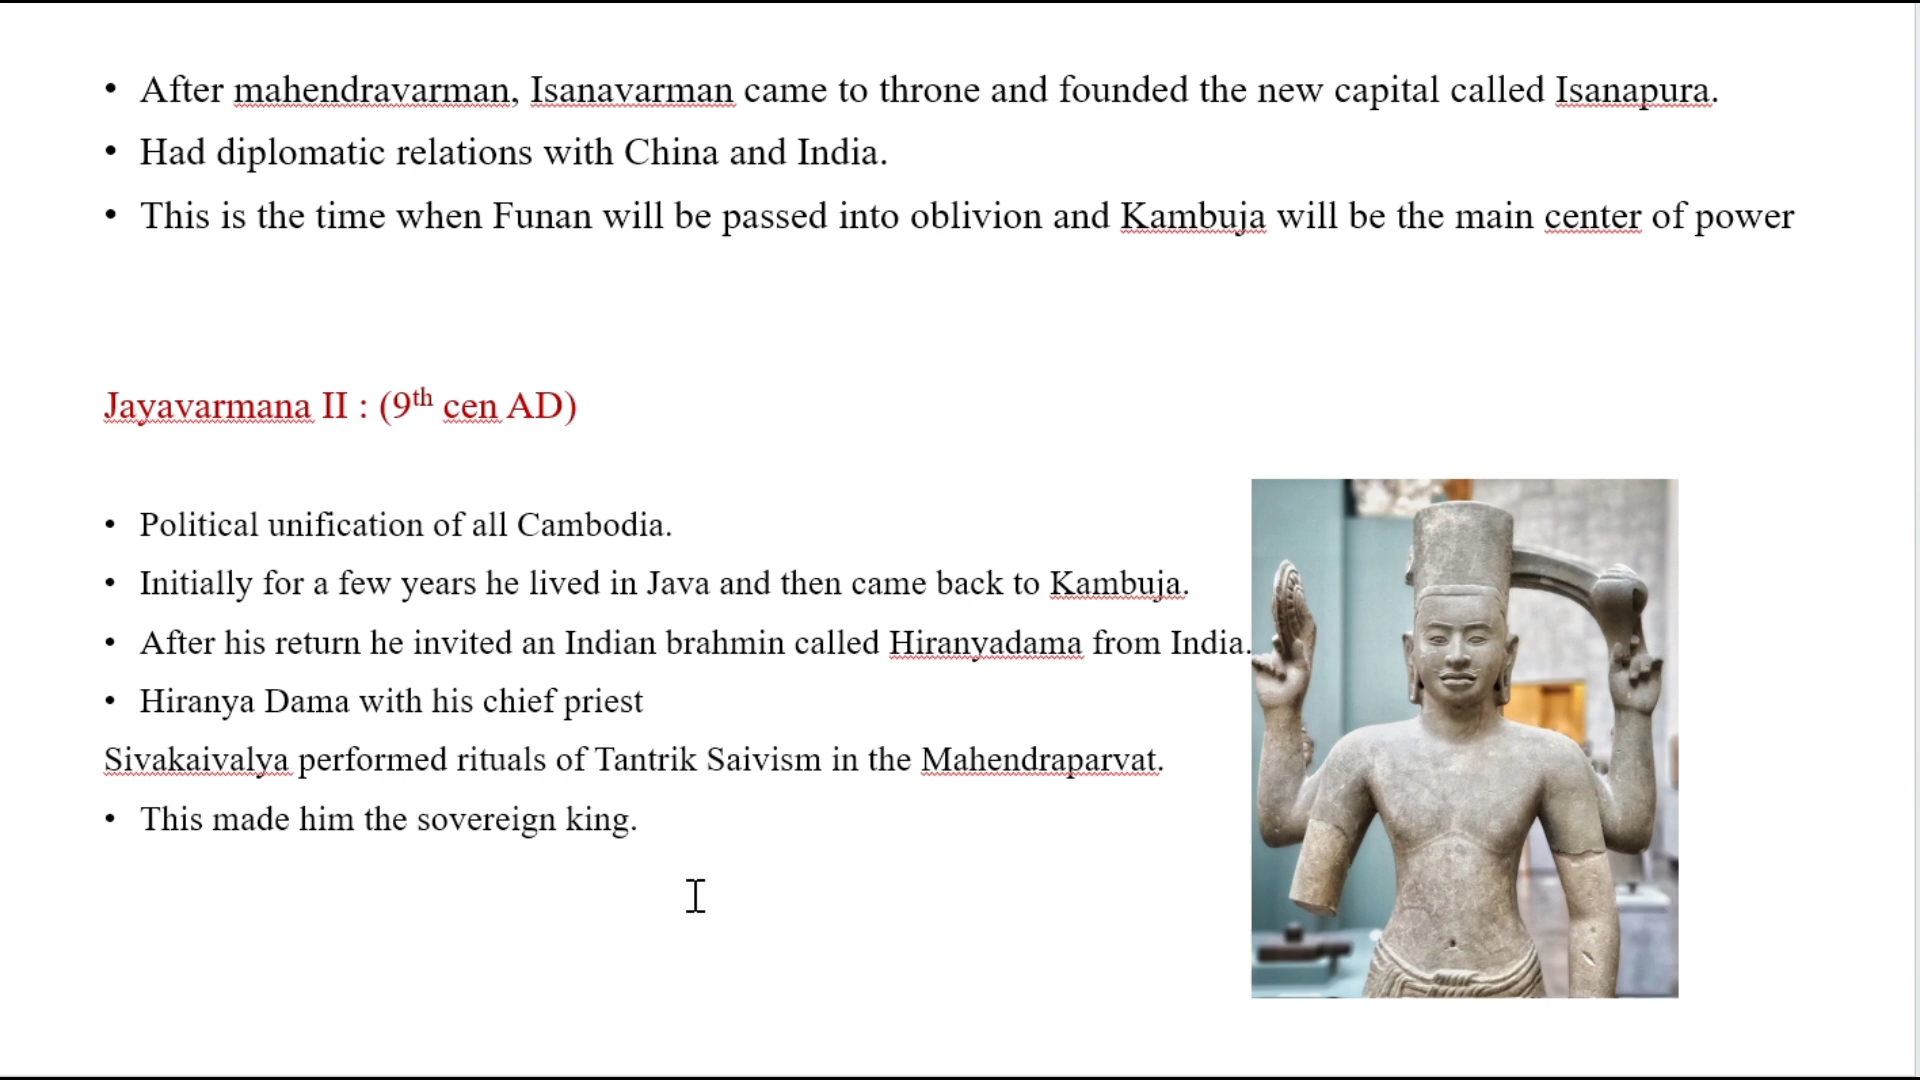 • After mahendravarman, Isanavarman came to throne and founded the new capital called Isanapura.
• Had diplomatic relations with China and India.
• This is the time when Funan will be passed into oblivion and Kambuja will be the main center of power
Jayavarmana II : (9th cen AD)
• Political unification of all Cambodia.
• Initially for a few years he lived in Java and then came back to Kambuja.
• After his return he invited an Indian brahmin called Hiranyadama from India.
• Hiranya Dama with his chief priest
Sivakaivalya performed rituals of Tantrik Saivism in the Mahendraparvat.
• This made him the sovereign king.